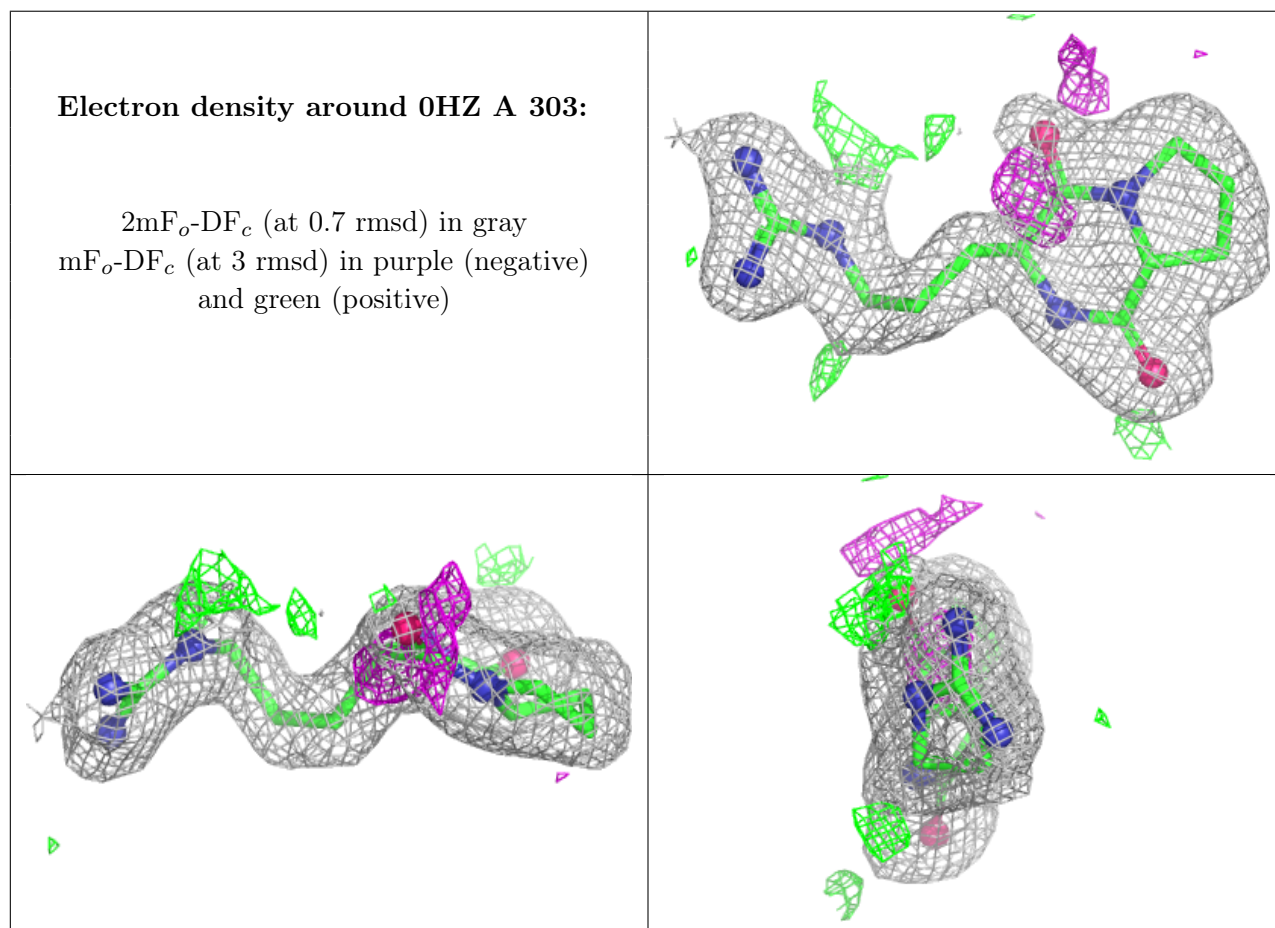 Electron density around 0HZ A 303:
2mFo-DFc (at 0.7 rmsd) in gray
mFo-DFc (at 3 rmsd) in purple (negative)
and green (positive)